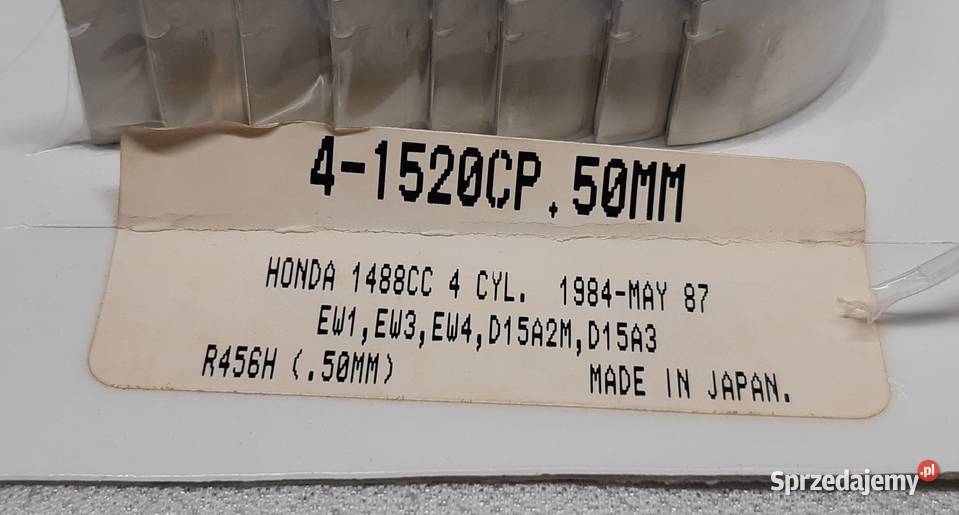 4-1520CP.50MM
HONDA 1488CC 4 CYL. 1984-MAY 87
EW1,EW3,EW4,D15A2M,D15A3
R456H (.50MM) MADE IN JAPAN.
Sprzedajemy.pl